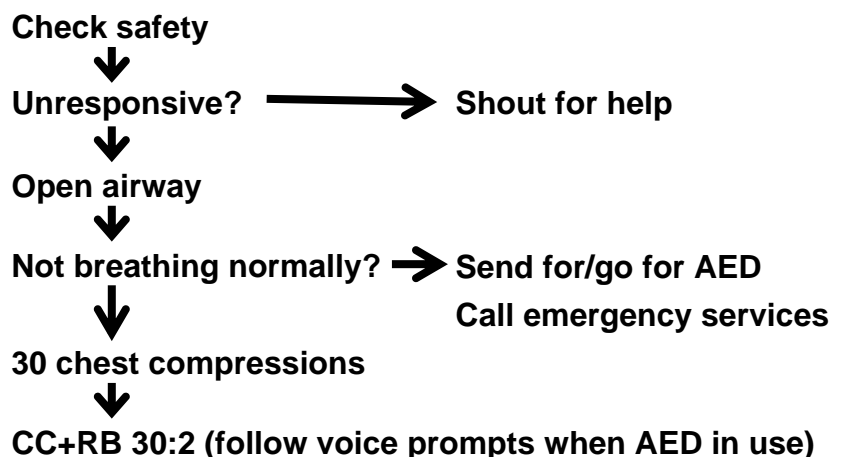 Check safety
Unresponsive? Shout for help
Open airway
Not breathing normally? Send for/go for AED
Call emergency services
30 chest compressions
CC+RB 30:2 (follow voice prompts when AED in use)